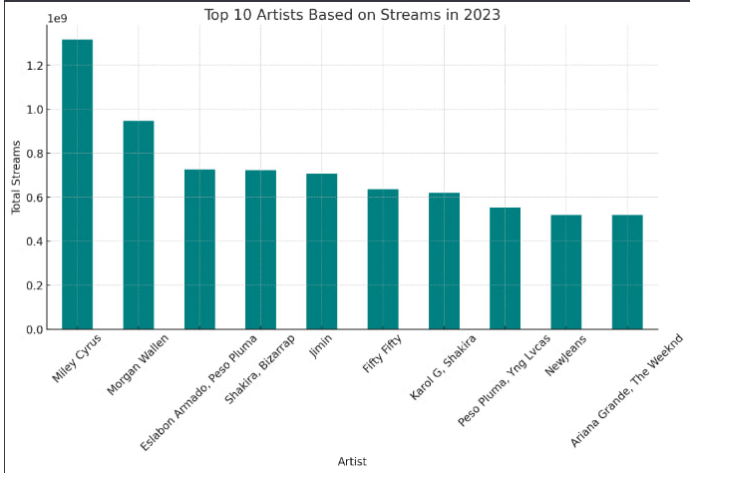 Top 10 Artists Based on Streams in 2023
1e9
1.2
1.0
0.8
0.6
0.4
0.2
0.0
Total Streams
Miley Cyrus
Morgan Wallen
Eslabon Armado, Peso Pluma
Shakira, Bizarrap
Jimin
Fifty Fifty
Karol G, Shakira
Peso Pluma, Yng Lvcas
NewJeans
Ariana Grande, The Weeknd
Artist